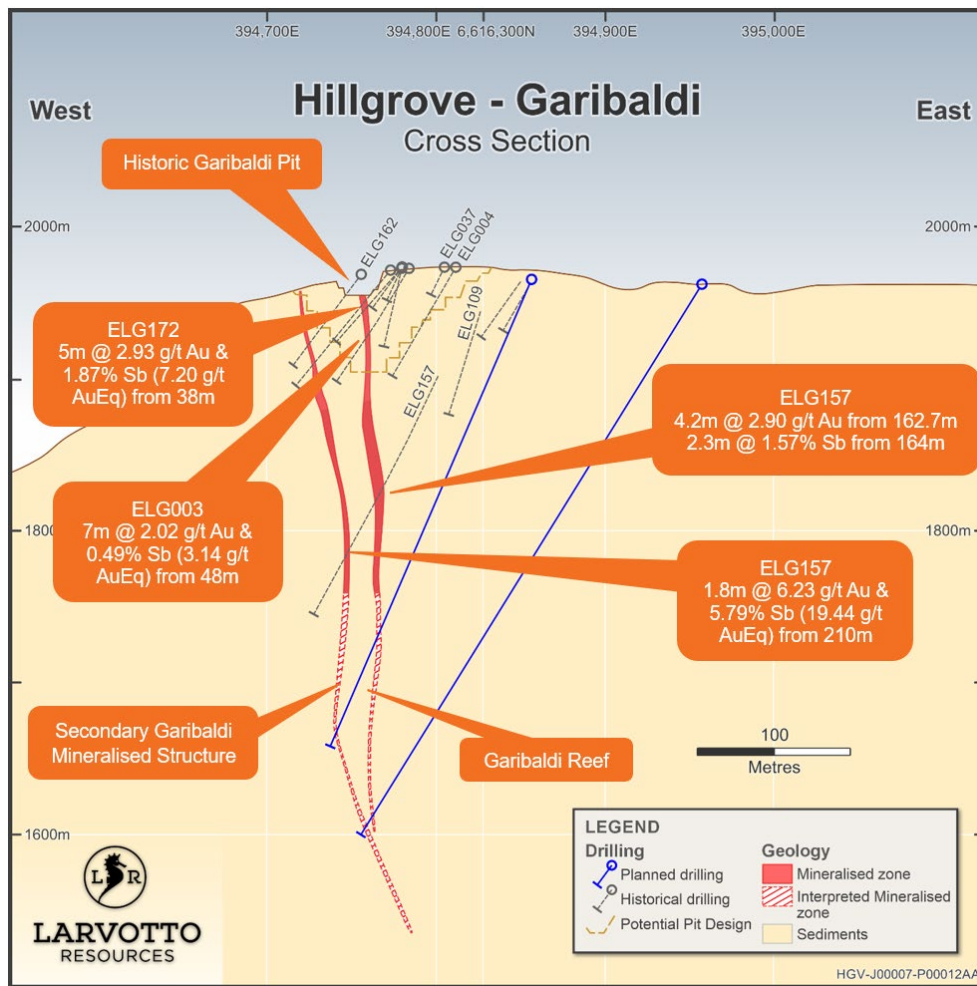 394,700E
394,800E
6,616,300N
394,900E
395,000E
West
Hillgrove - Garibaldi
Cross Section
East
Historic Garibaldi Pit
2000m
2000m
ELG162
ELG037
ELG004
ELG109
ELG157
ELG172
5m @ 2.93 g/t Au &
1.87% Sb (7.20 g/t
AuEq) from 38m
ELG157
4.2m @ 2.90 g/t Au from 162.7m
2.3m @ 1.57% Sb from 164m
ELG003
7m @ 2.02 g/t Au &
0.49% Sb (3.14 g/t
AuEq) from 48m
1800m
1800m
ELG157
1.8m @ 6.23 g/t Au &
5.79% Sb (19.44 g/t
AuEq) from 210m
Secondary Garibaldi
Mineralised Structure
Garibaldi Reef
100
Metres
1600m
LEGEND
Drilling
Planned drilling
Historical drilling
Potential Pit Design
Geology
Mineralised zone
Interpreted Mineralised
zone
Sediments
L R
LARVOTTO
RESOURCES
HGV-J00007-P00012AA